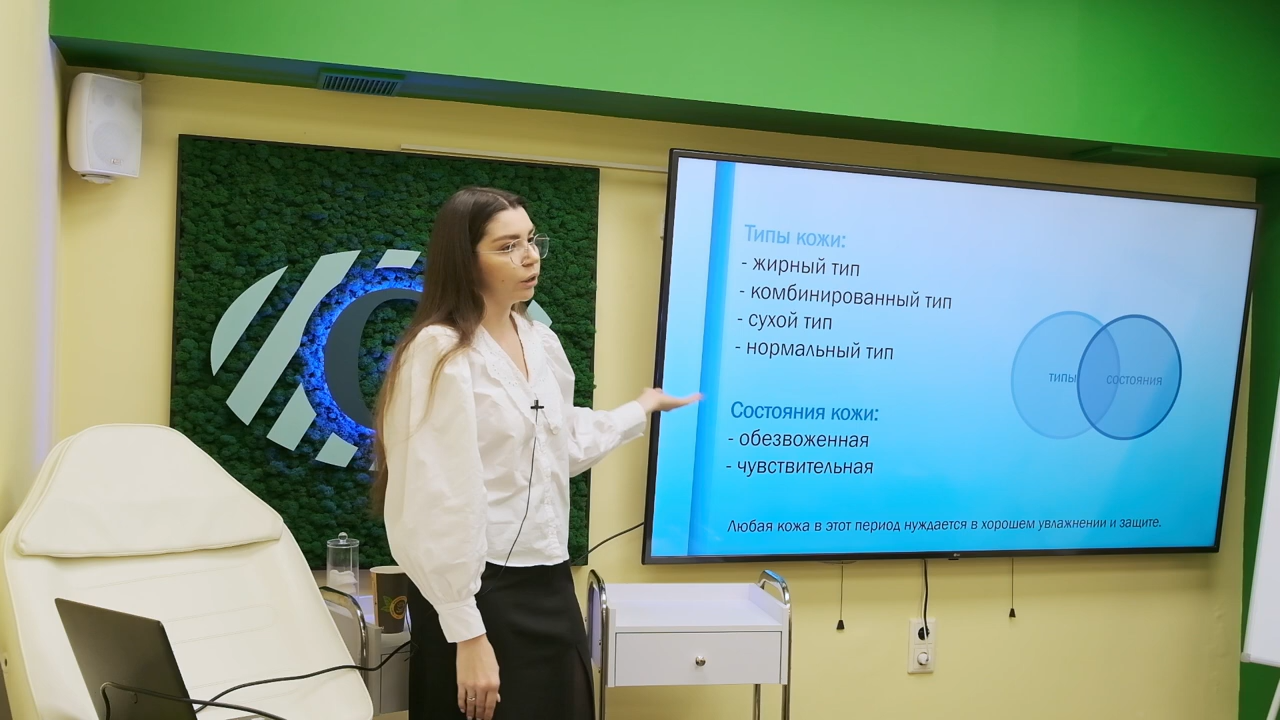 Типы кожи:
- жирный тип
- комбинированный тип
- сухой тип
- нормальный тип
Состояния кожи:
- обезвоженная
- чувствительная
типы
состояния
Любая кожа в этот период нуждается в хорошем увлажнении и защите.
LG